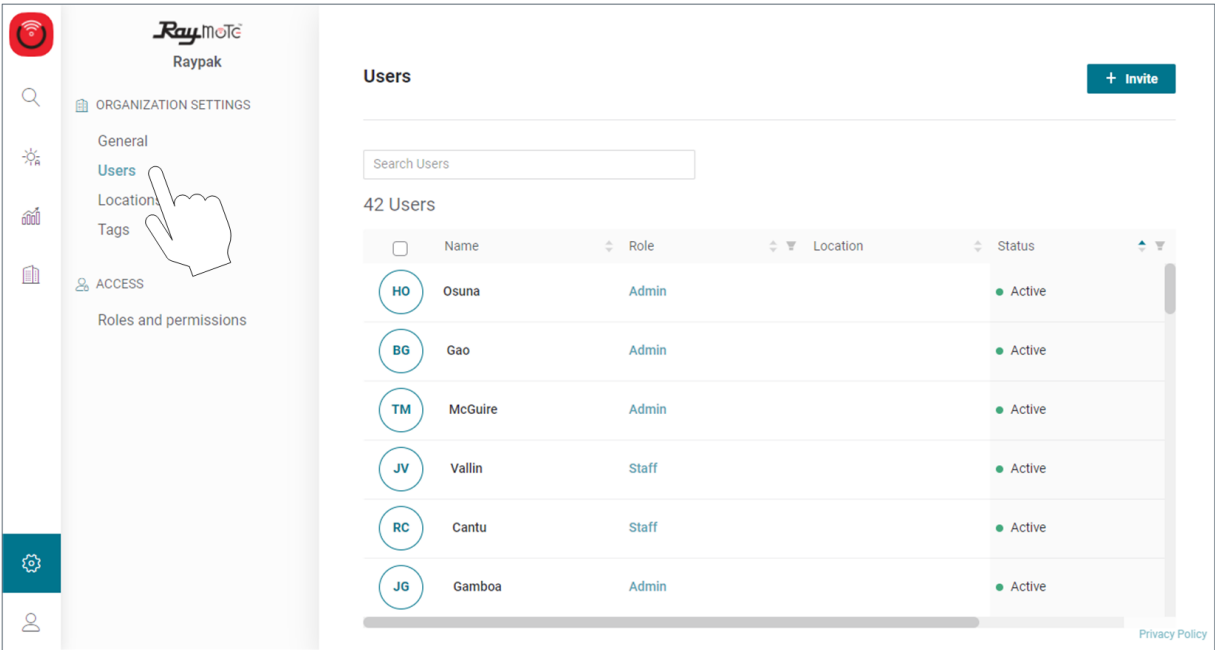 Raymote™
Raypak
ORGANIZATION SETTINGS
General
Users
Locations
Tags
ACCESS
Roles and permissions
Users
+ Invite
Search Users
42 Users
Name Role Location Status
HO Osuna Admin Active
BG Gao Admin Active
TM McGuire Admin Active
JV Vallin Staff Active
RC Cantu Staff Active
JG Gamboa Admin Active
Privacy Policy